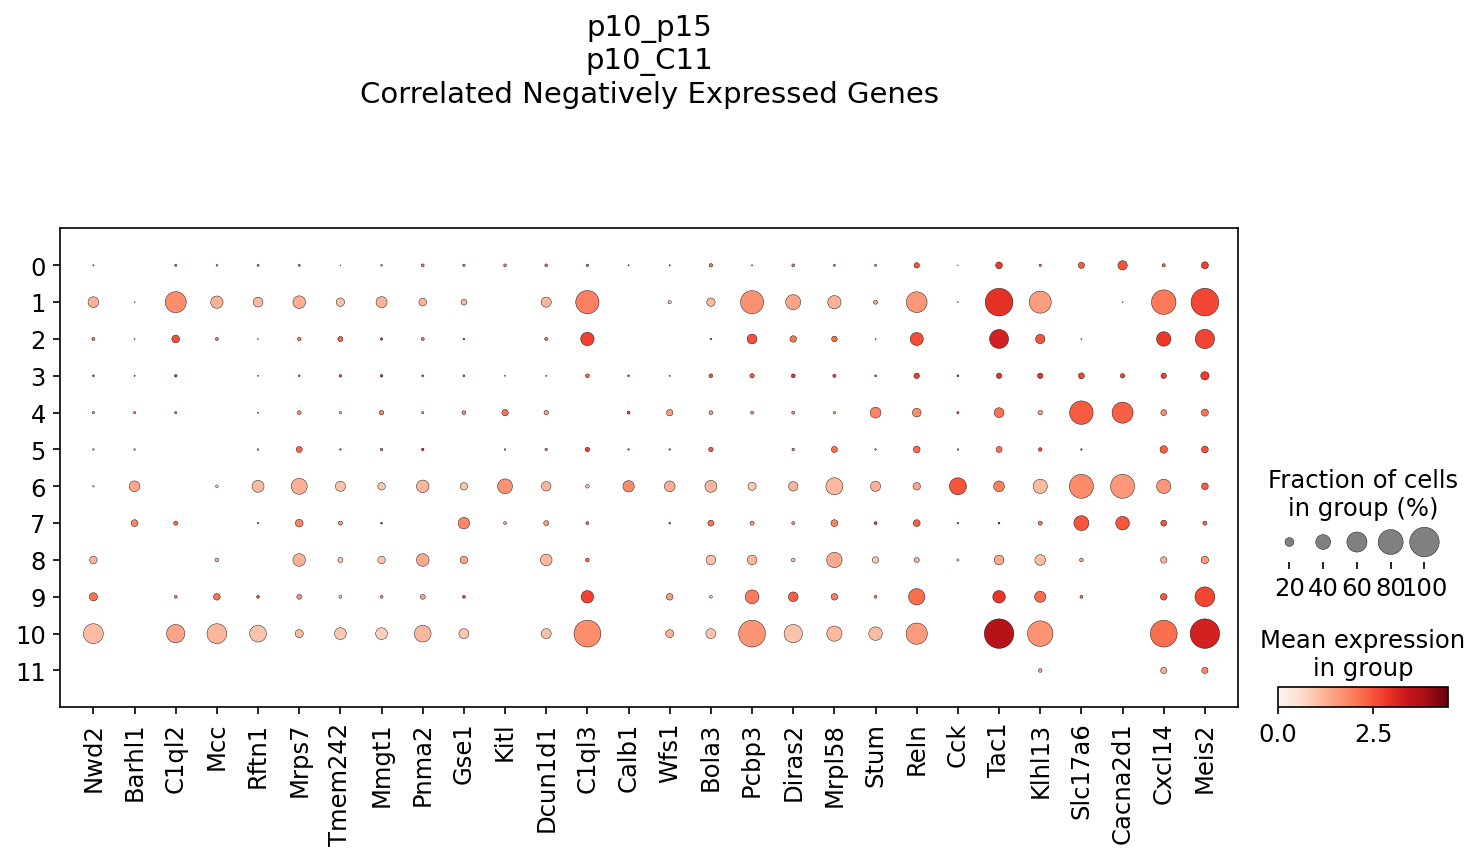 p10_p15
p10_C11
Correlated Negatively Expressed Genes
0
1
2
3
4
5
6
7
8
9
10
11
Nwd2
Barhl1
C1ql2
Mcc
Rftn1
Mrps7
Tmem242
Mmgt1
Pnma2
Gse1
Kitl
Dcun1d1
C1ql3
Calb1
Wfs1
Bola3
Pcbp3
Diras2
Mrpl58
Stum
Reln
Cck
Tac1
Klhl13
Slc17a6
Cacna2d1
Cxcl14
Meis2
Fraction of cells
in group (%)
20 40 60 80 100
Mean expression
in group
0.0 2.5